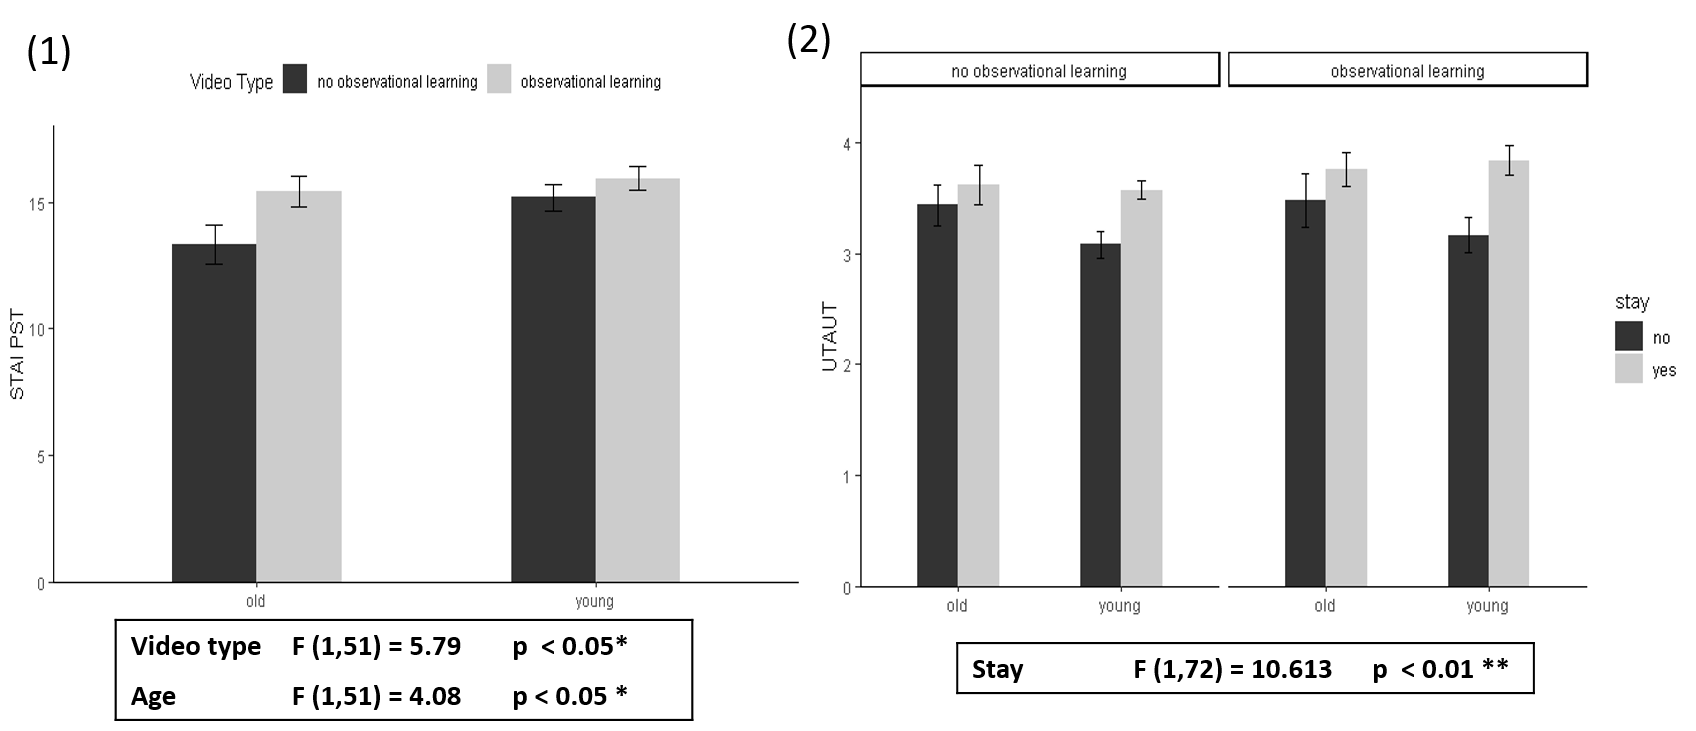 (1)
Video Type no observational learning observational learning
STAI PST
15
10
5
0
old young
Video type F (1,51) = 5.79 p < 0.05*
Age F (1,51) = 4.08 p < 0.05 *
(2)
no observational learning observational learning
UTAUT
4
3
2
1
0
old young old young
stay
no
yes
Stay F (1,72) = 10.613 p < 0.01 **